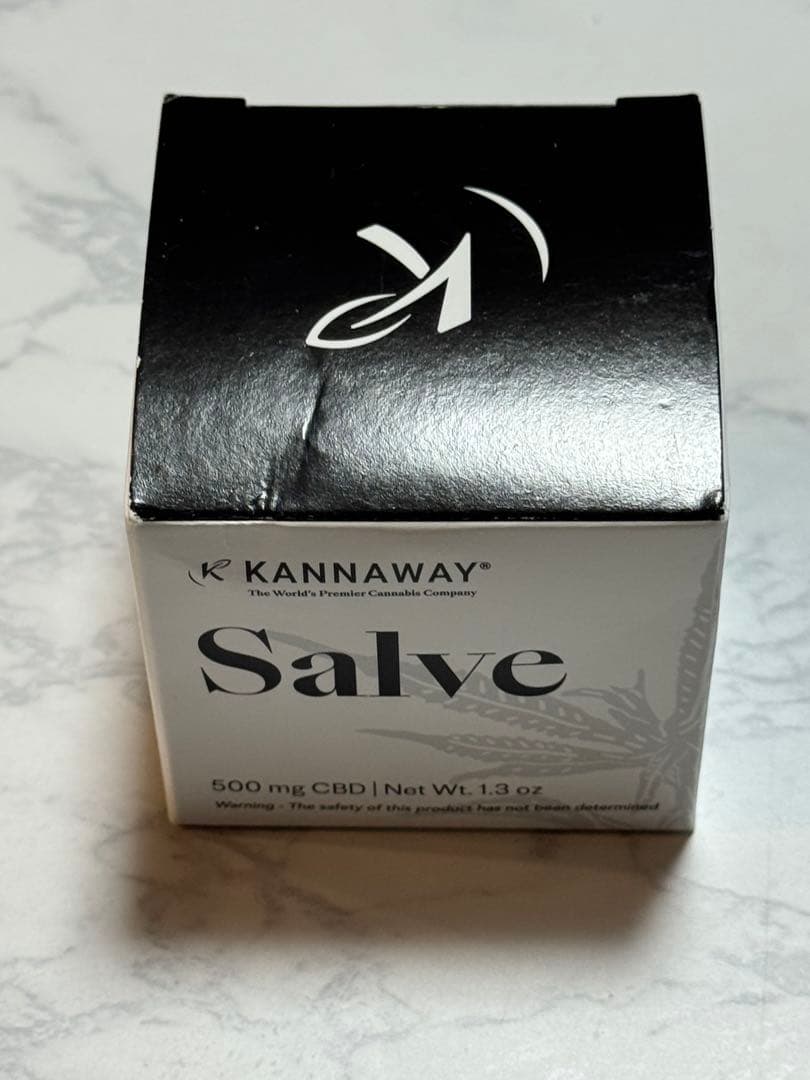 KANNAWAY®
The World's Premier Cannabis Company
Salve
500 mg CBD | Net Wt. 1.3 oz
Warning - The safety of this product has not been determined